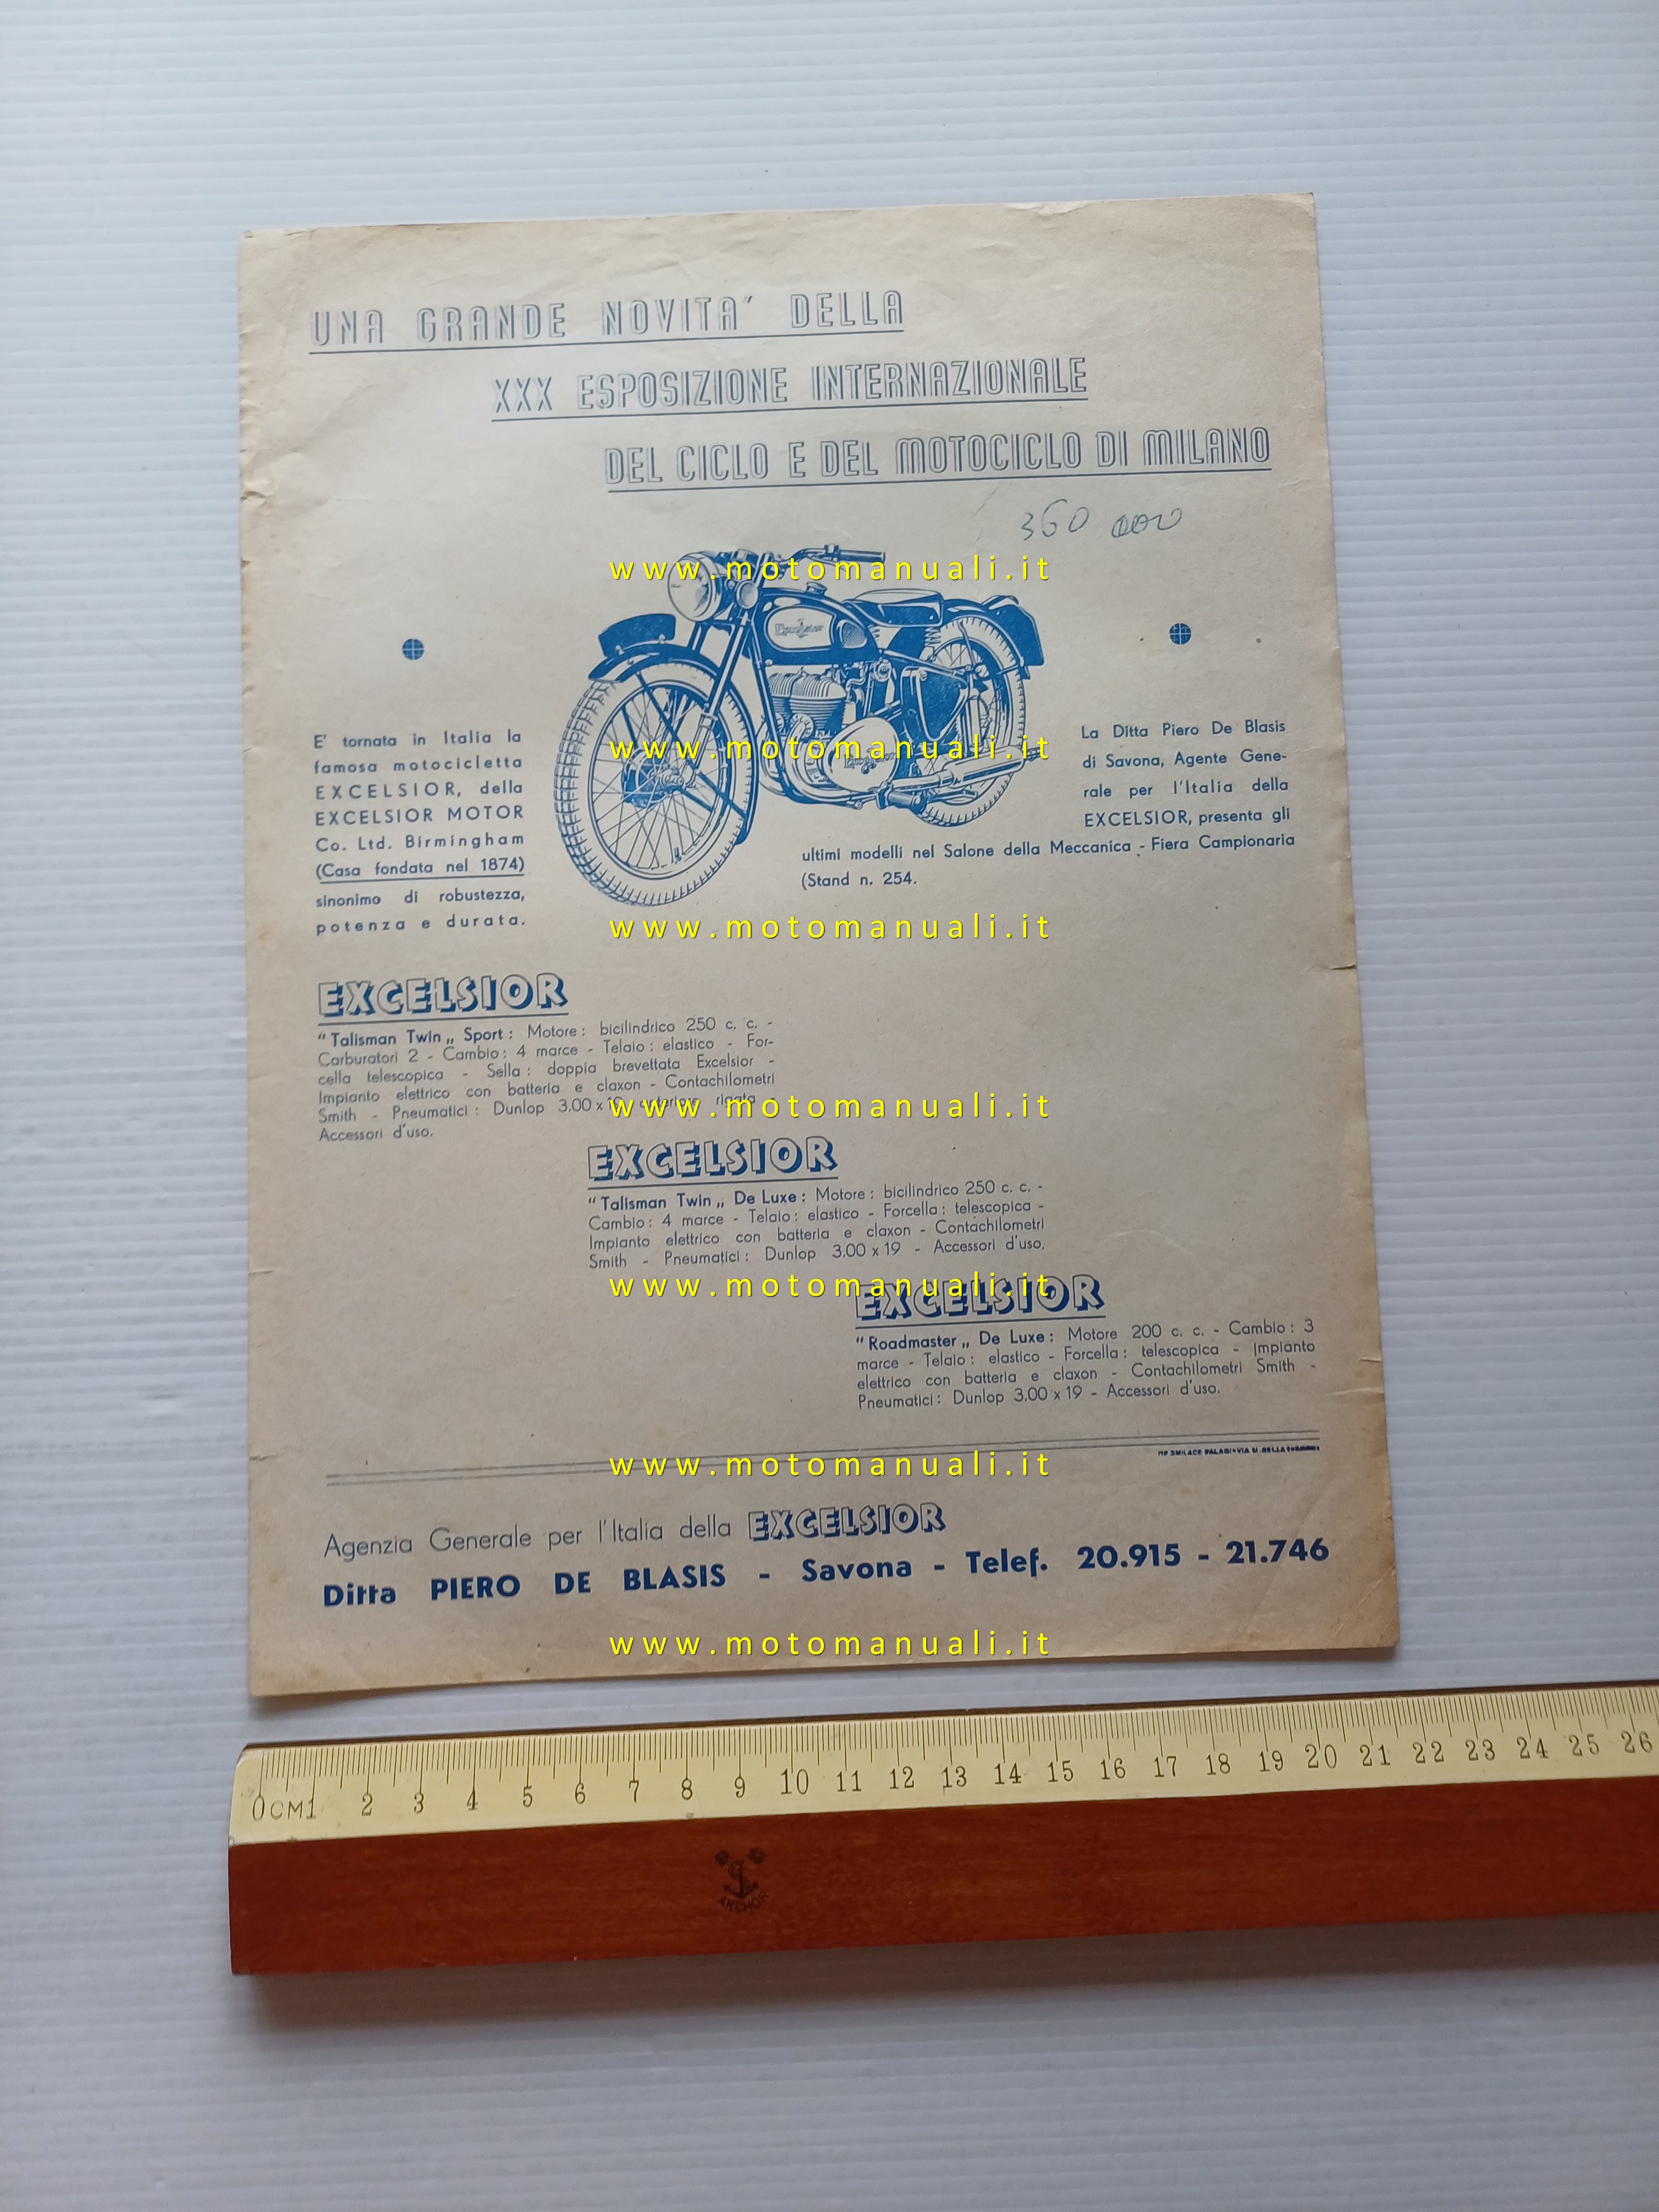 UNA GRANDE NOVITA' DELLA
XXX ESPOSIZIONE INTERNAZIONALE
DEL CICLO E DEL MOTOCICLO DI MILANO
360
www.motomanuali.it
Excelsior
E' tornata in Italia la
famosa motocicletta
EXCELSIOR, della
EXCELSIOR MOTOR
Co. Ltd. Birmingham
(Casa fondata nel 1874)
sinonimo di robustezza,
potenza e durata.
www.motomanuali.it
Excelsior
La Ditta Piero De Blasis
di Savona, Agente Gene-
rale per l'Italia della
EXCELSIOR, presenta gli
ultimi modelli nel Salone della Meccanica - Fiera Campionaria
(Stand n. 254.
www.motomanuali.it
EXCELSIOR
"Talisman Twin„ Sport: Motore: bicilindrico 250 c. c. -
Carburatori 2 - Cambio: 4 marce - Telaio: elastico - For-
cella telescopica - Sella: doppia brevettata Excelsior -
Impianto elettrico con batteria e claxon - Contachilometri
Smith - Pneumatici: Dunlop 3.00 x 19 anteriore rigata -
Accessori d'uso.
www.motomanuali.it
EXCELSIOR
"Talisman Twin„ De Luxe: Motore: bicilindrico 250 c. c. -
Cambio: 4 marce - Telaio: elastico - Forcella: telescopica -
Impianto elettrico con batteria e claxon - Contachilometri
Smith - Pneumatici: Dunlop 3.00 x 19 - Accessori d'uso.
www.motomanuali.it
EXCELSIOR
"Roadmaster„ De Luxe: Motore 200 c. c. - Cambio: 3
marce - Telaio: elastico - Forcella: telescopica - Impianto
elettrico con batteria e claxon - Contachilometri Smith -
Pneumatici: Dunlop 3.00 x 19 - Accessori d'uso.
www.motomanuali.it
Agenzia Generale per l'Italia della EXCELSIOR
Ditta PIERO DE BLASIS - Savona - Telef. 20.915 - 21.746
www.motomanuali.it
0CM1 2 3 4 5 6 7 8 9 10 11 12 13 14 15 16 17 18 19 20 21 22 23 24 25 26
ANCHOR